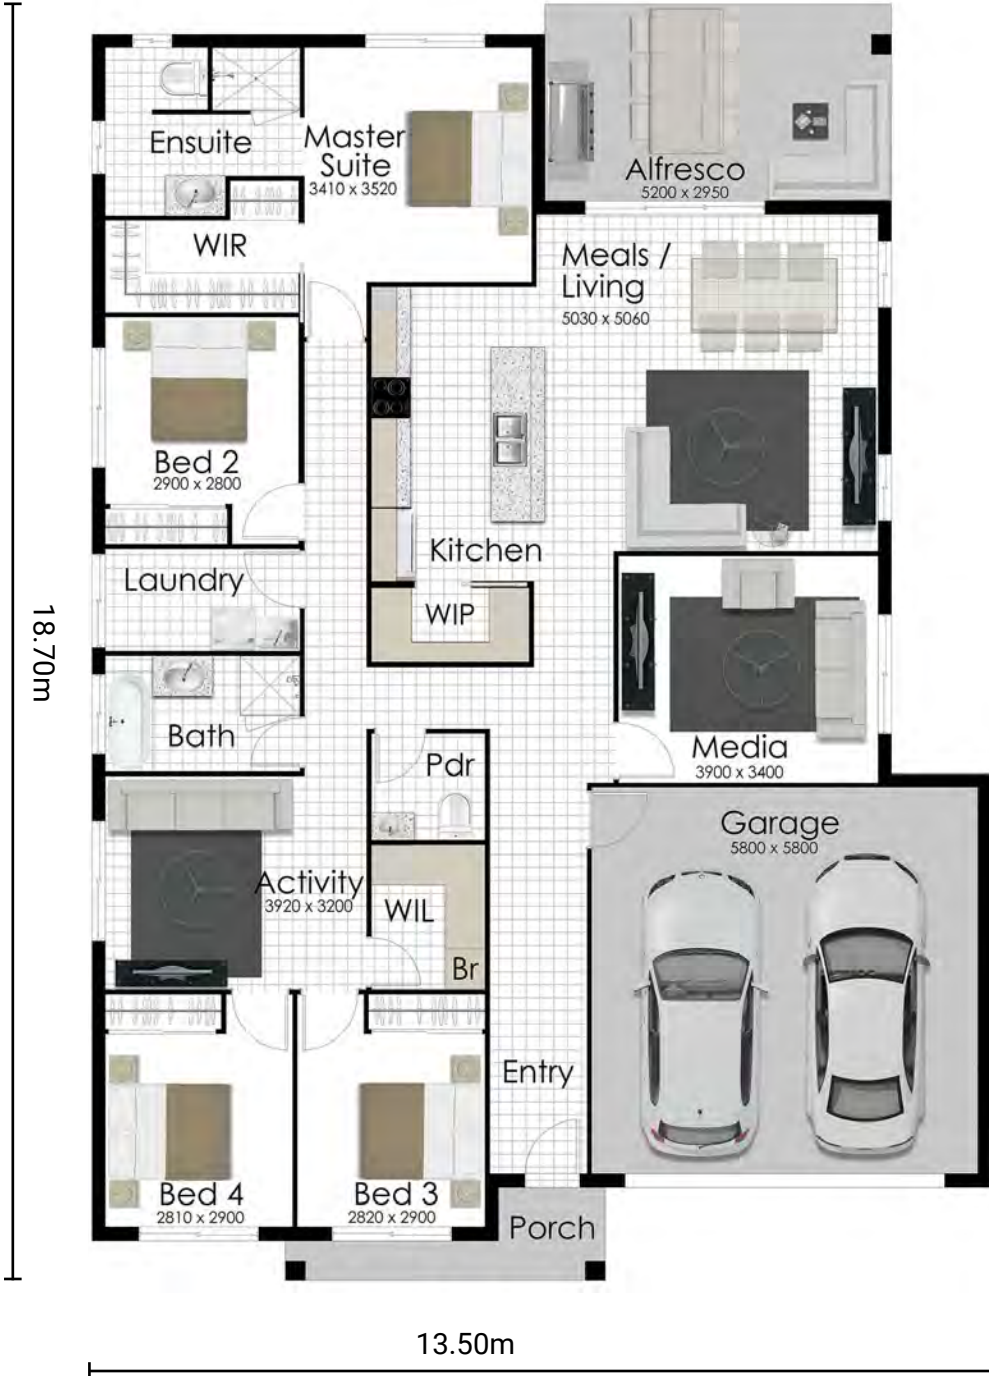 Ensuite
Master
Suite
3410 x 3520
Alfresco
5200 x 2950
WIR
Meals /
Living
5030 x 5060
Bed 2
2900 x 2800
Kitchen
Laundry
WIP
18.70m
Bath
Pdr
Media
3900 x 3400
Garage
5800 x 5800
Activity
3920 x 3200
WIL
Br
Entry
Bed 4
2810 x 2900
Bed 3
2820 x 2900
Porch
13.50m